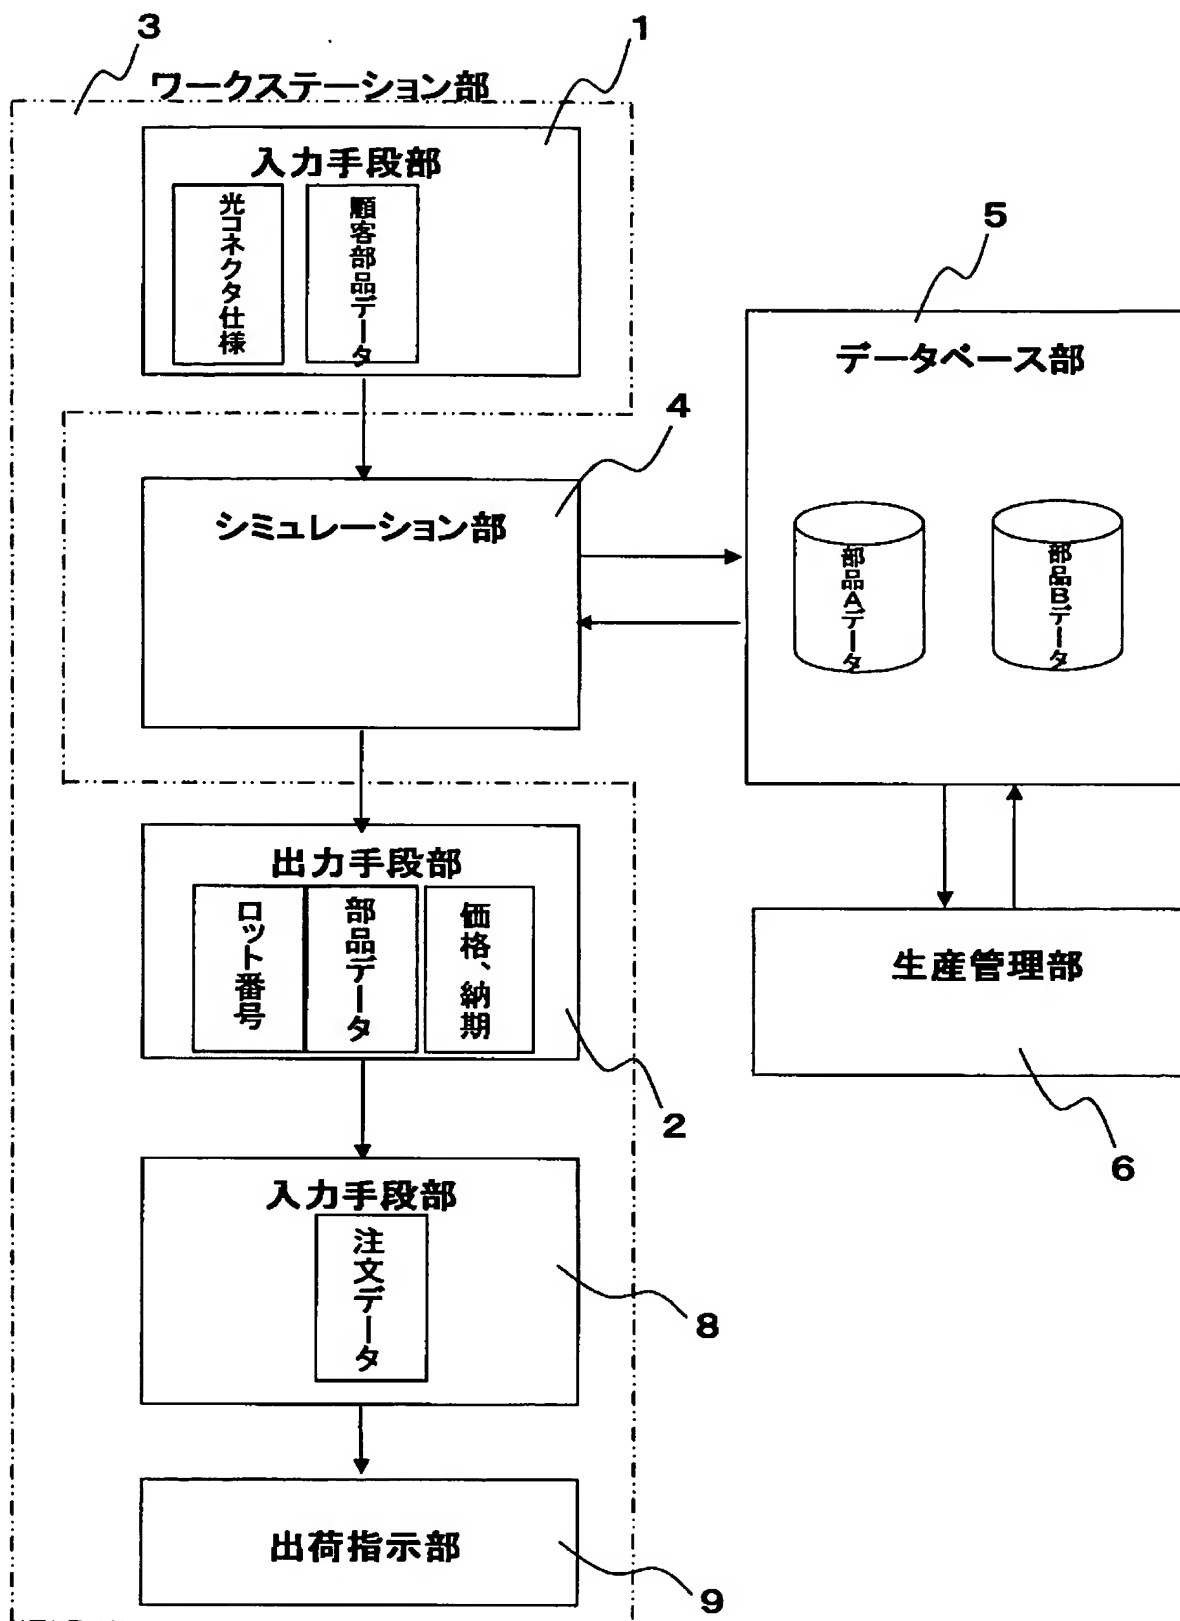 3
1
ワークステーション部
入力手段部
光コネクタ仕様
顧客部品データ
5
データベース部
4
シミュレーション部
部品Aデータ
部品Bデータ
出力手段部
ロット番号
部品データ
価格、納期
生産管理部
2
6
入力手段部
注文データ
8
出荷指示部
9